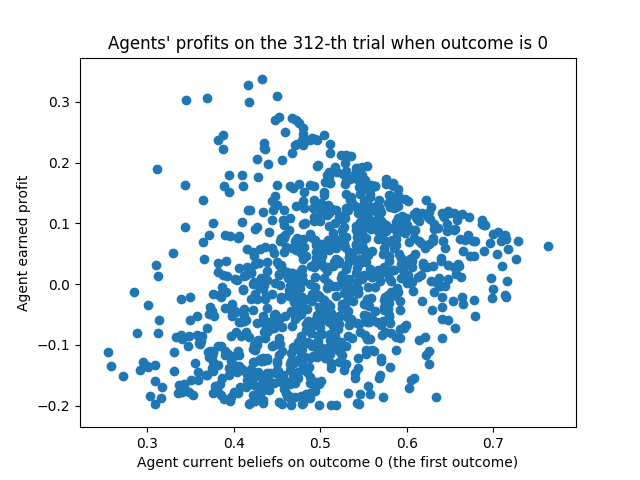 Agents' profits on the 312-th trial when outcome is 0
Agent earned profit
0.3
0.2
0.1
0.0
−0.1
−0.2
0.3 0.4 0.5 0.6 0.7
Agent current beliefs on outcome 0 (the first outcome)